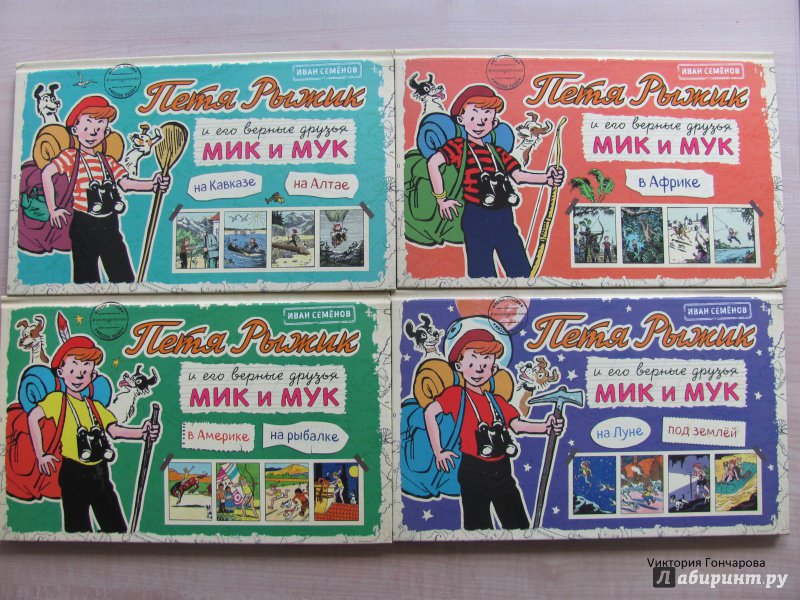 ИВАН СЕМЁНОВ
Петя Рыжик
и его верные друзья
МИК и МУК
на Кавказе
на Алтае
ИВАН СЕМЁНОВ
Петя Рыжик
и его верные друзья
МИК и МУК
в Африке
ИВАН СЕМЁНОВ
Петя Рыжик
и его верные друзья
МИК и МУК
в Америке
на рыбалке
ИВАН СЕМЁНОВ
Петя Рыжик
и его верные друзья
МИК и МУК
на Луне
под землёй
Виктория Гончарова
Лабиринт.ру